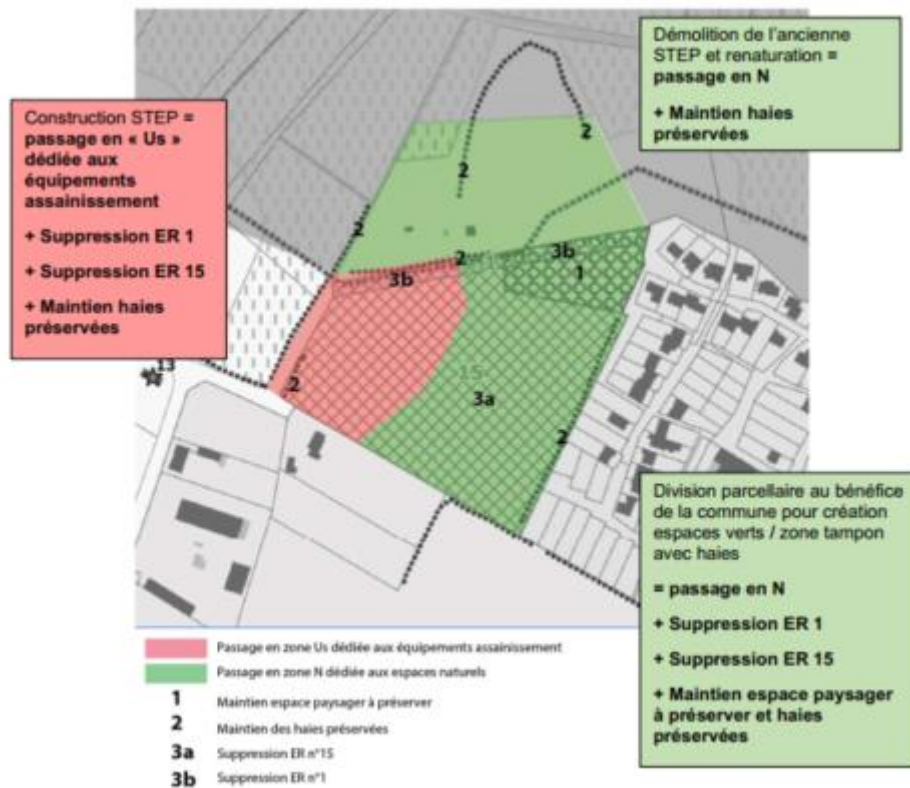 Démolition de l'ancienne
STEP et renaturation =
passage en N
+ Maintien haies
préservées
Construction STEP =
passage en « Us »
dédiée aux
équipements
assainissement
+ Suppression ER 1
+ Suppression ER 15
+ Maintien haies
préservées
2
2
2
2
3b
3b
1
13
2
15
3a
2
Division parcellaire au bénéfice
de la commune pour création
espaces verts / zone tampon
avec haies
= passage en N
+ Suppression ER 1
+ Suppression ER 15
+ Maintien espace paysager
à préserver et haies
préservées
Passage en zone Us dédiée aux équipements assainissement
Passage en zone N dédiée aux espaces naturels
1 Maintien espace paysager à préserver
2 Maintien des haies préservées
3a Suppression ER n°15
3b Suppression ER n°1